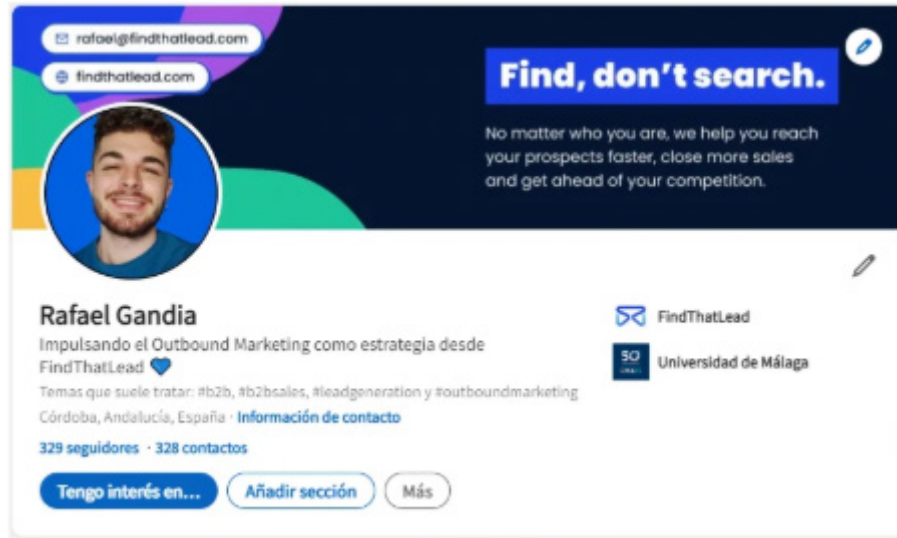 rafael@findthatlead.com
findthatlead.com
Find, don't search.
No matter who you are, we help you reach
your prospects faster, close more sales
and get ahead of your competition.
Rafael Gandia
Impulsando el Outbound Marketing como estrategia desde
FindThatLead 💙
Temas que suele tratar: #b2b, #b2bsales, #leadgeneration y #outboundmarketing
Córdoba, Andalucía, España · Información de contacto
329 seguidores · 328 contactos
Tengo interés en...
Añadir sección
Más
FindThatLead
50
Universidad de Málaga